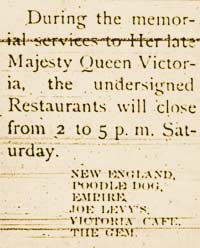 During the memor-
ial services to Her late
Majesty Queen Victor-
ia, the undersigned
Restaurants will close
from 2 to 5 p. m. Sat-
urday.
NEW ENGLAND,
POODLE DOG,
EMPIRE,
JOE LEVY'S,
VICTORIA CAFE,
THE GEM.